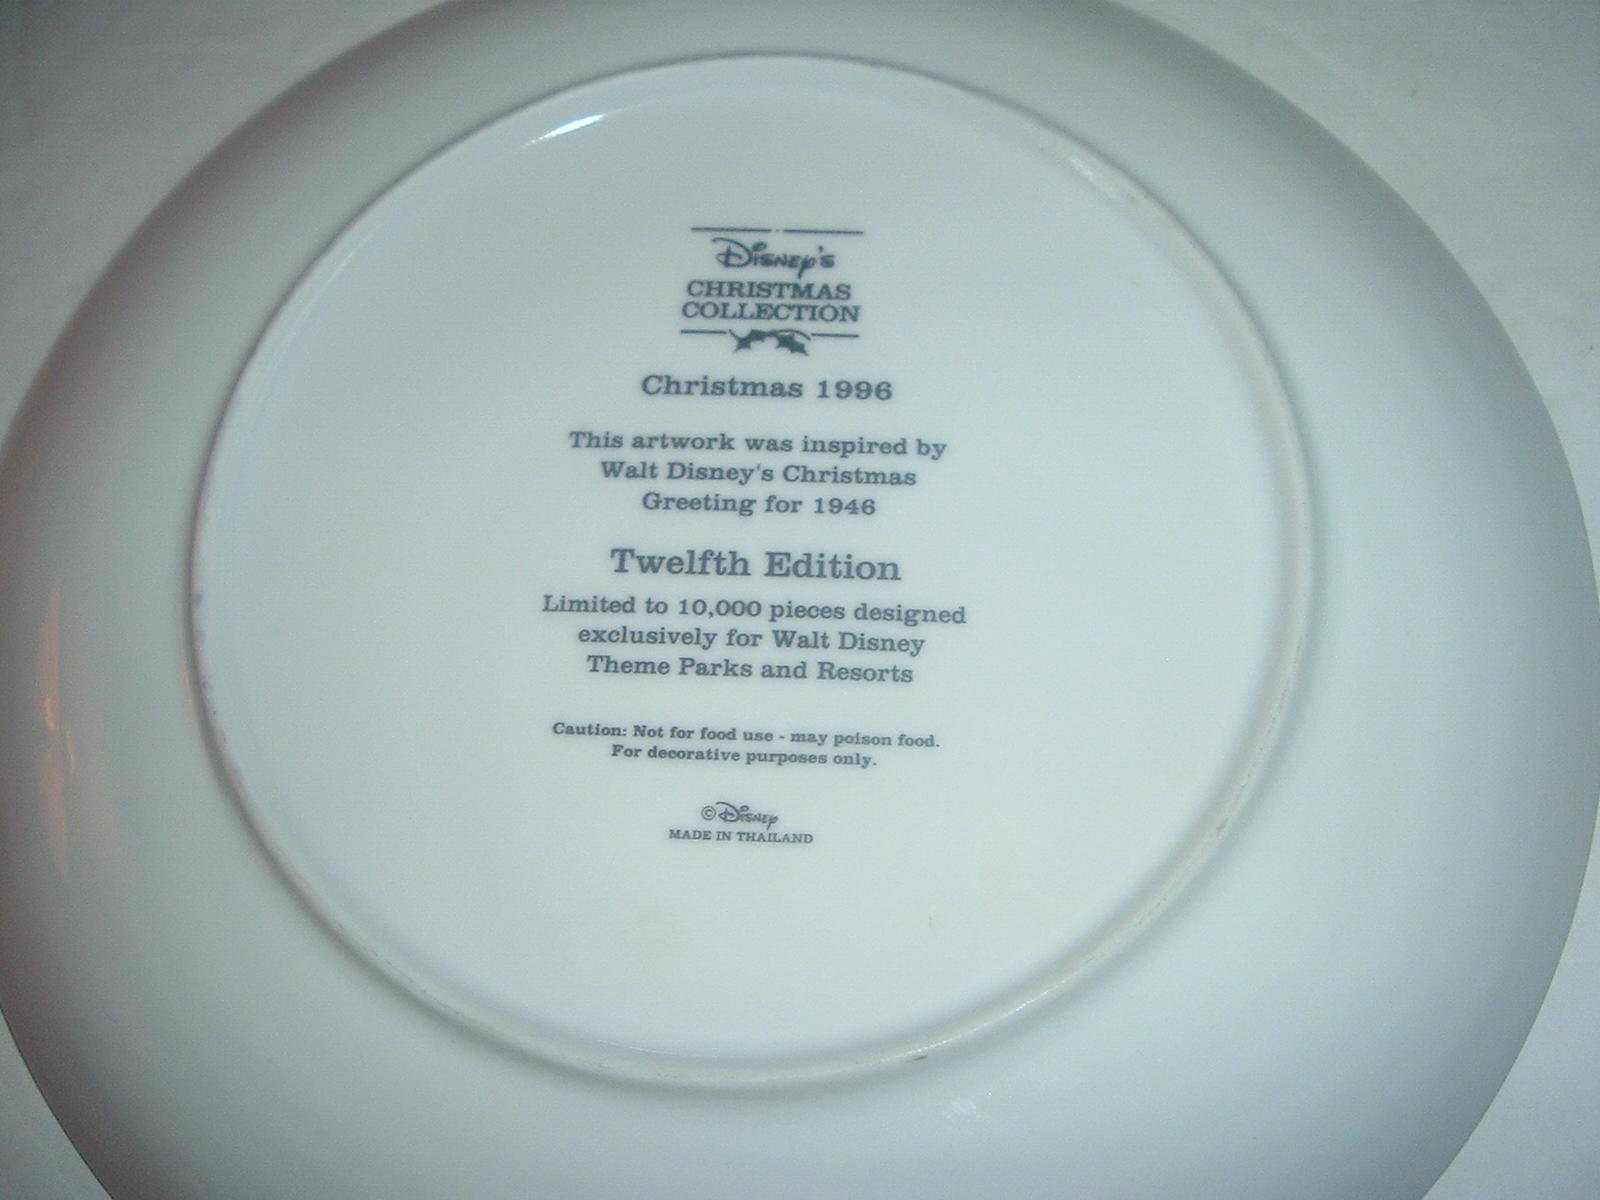 Disney's
CHRISTMAS
COLLECTION
Christmas 1996
This artwork was inspired by
Walt Disney's Christmas
Greeting for 1946
Twelfth Edition
Limited to 10,000 pieces designed
exclusively for Walt Disney
Theme Parks and Resorts
Caution: Not for food use - may poison food.
For decorative purposes only.
©Disney
MADE IN THAILAND